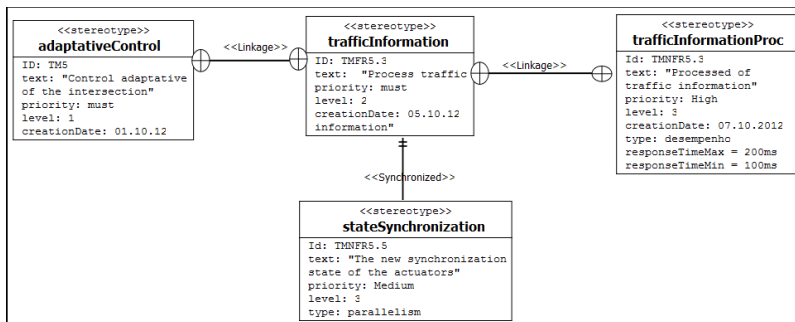 <<stereotype>>
adaptativeControl
ID: TM5
text: "Control adaptative
of the intersection"
priority: must
level: 1
creationDate: 01.10.12
<<Linkage>>
<<stereotype>>
trafficInformation
ID: TMFR5.3
text:  "Process traffic
priority: must
level: 2
creationDate: 05.10.12
information"
<<Linkage>>
<<stereotype>>
trafficInformationProc
Id: TMNFR5.3
text: "Processed of
traffic information"
priority: High
level: 3
creationDate: 07.10.2012
type: desempenho
responseTimeMax = 200ms
responseTimeMin = 100ms
<<Synchronized>>
<<stereotype>>
stateSynchronization
Id: TMNFR5.5
text: "The new synchronization
state of the actuators"
priority: Medium
level: 3
type: parallelism